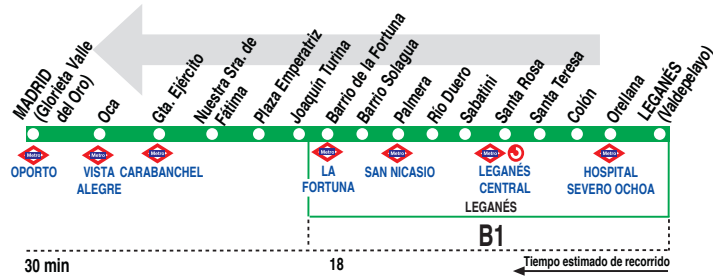 MADRID
(Glorieta Valle
del Oro)
Oca
Gta. Ejército
Nuestra Sra. de
Fátima
Plaza Emperatriz
Joaquín Turina
Barrio de la Fortuna
Barrio Solagua
Palmera
Río Duero
Sabatini
Santa Rosa
Santa Teresa
Colón
Orellana
LEGANÉS
(Valdepelayo)
Metro
Metro
Metro
Metro
Metro
Metro
Metro
OPORTO
VISTA
ALEGRE
CARABANCHEL
LA
FORTUNA
SAN NICASIO
LEGANÉS
CENTRAL
HOSPITAL
SEVERO OCHOA
LEGANÉS
B1
30 min
18
Tiempo estimado de recorrido